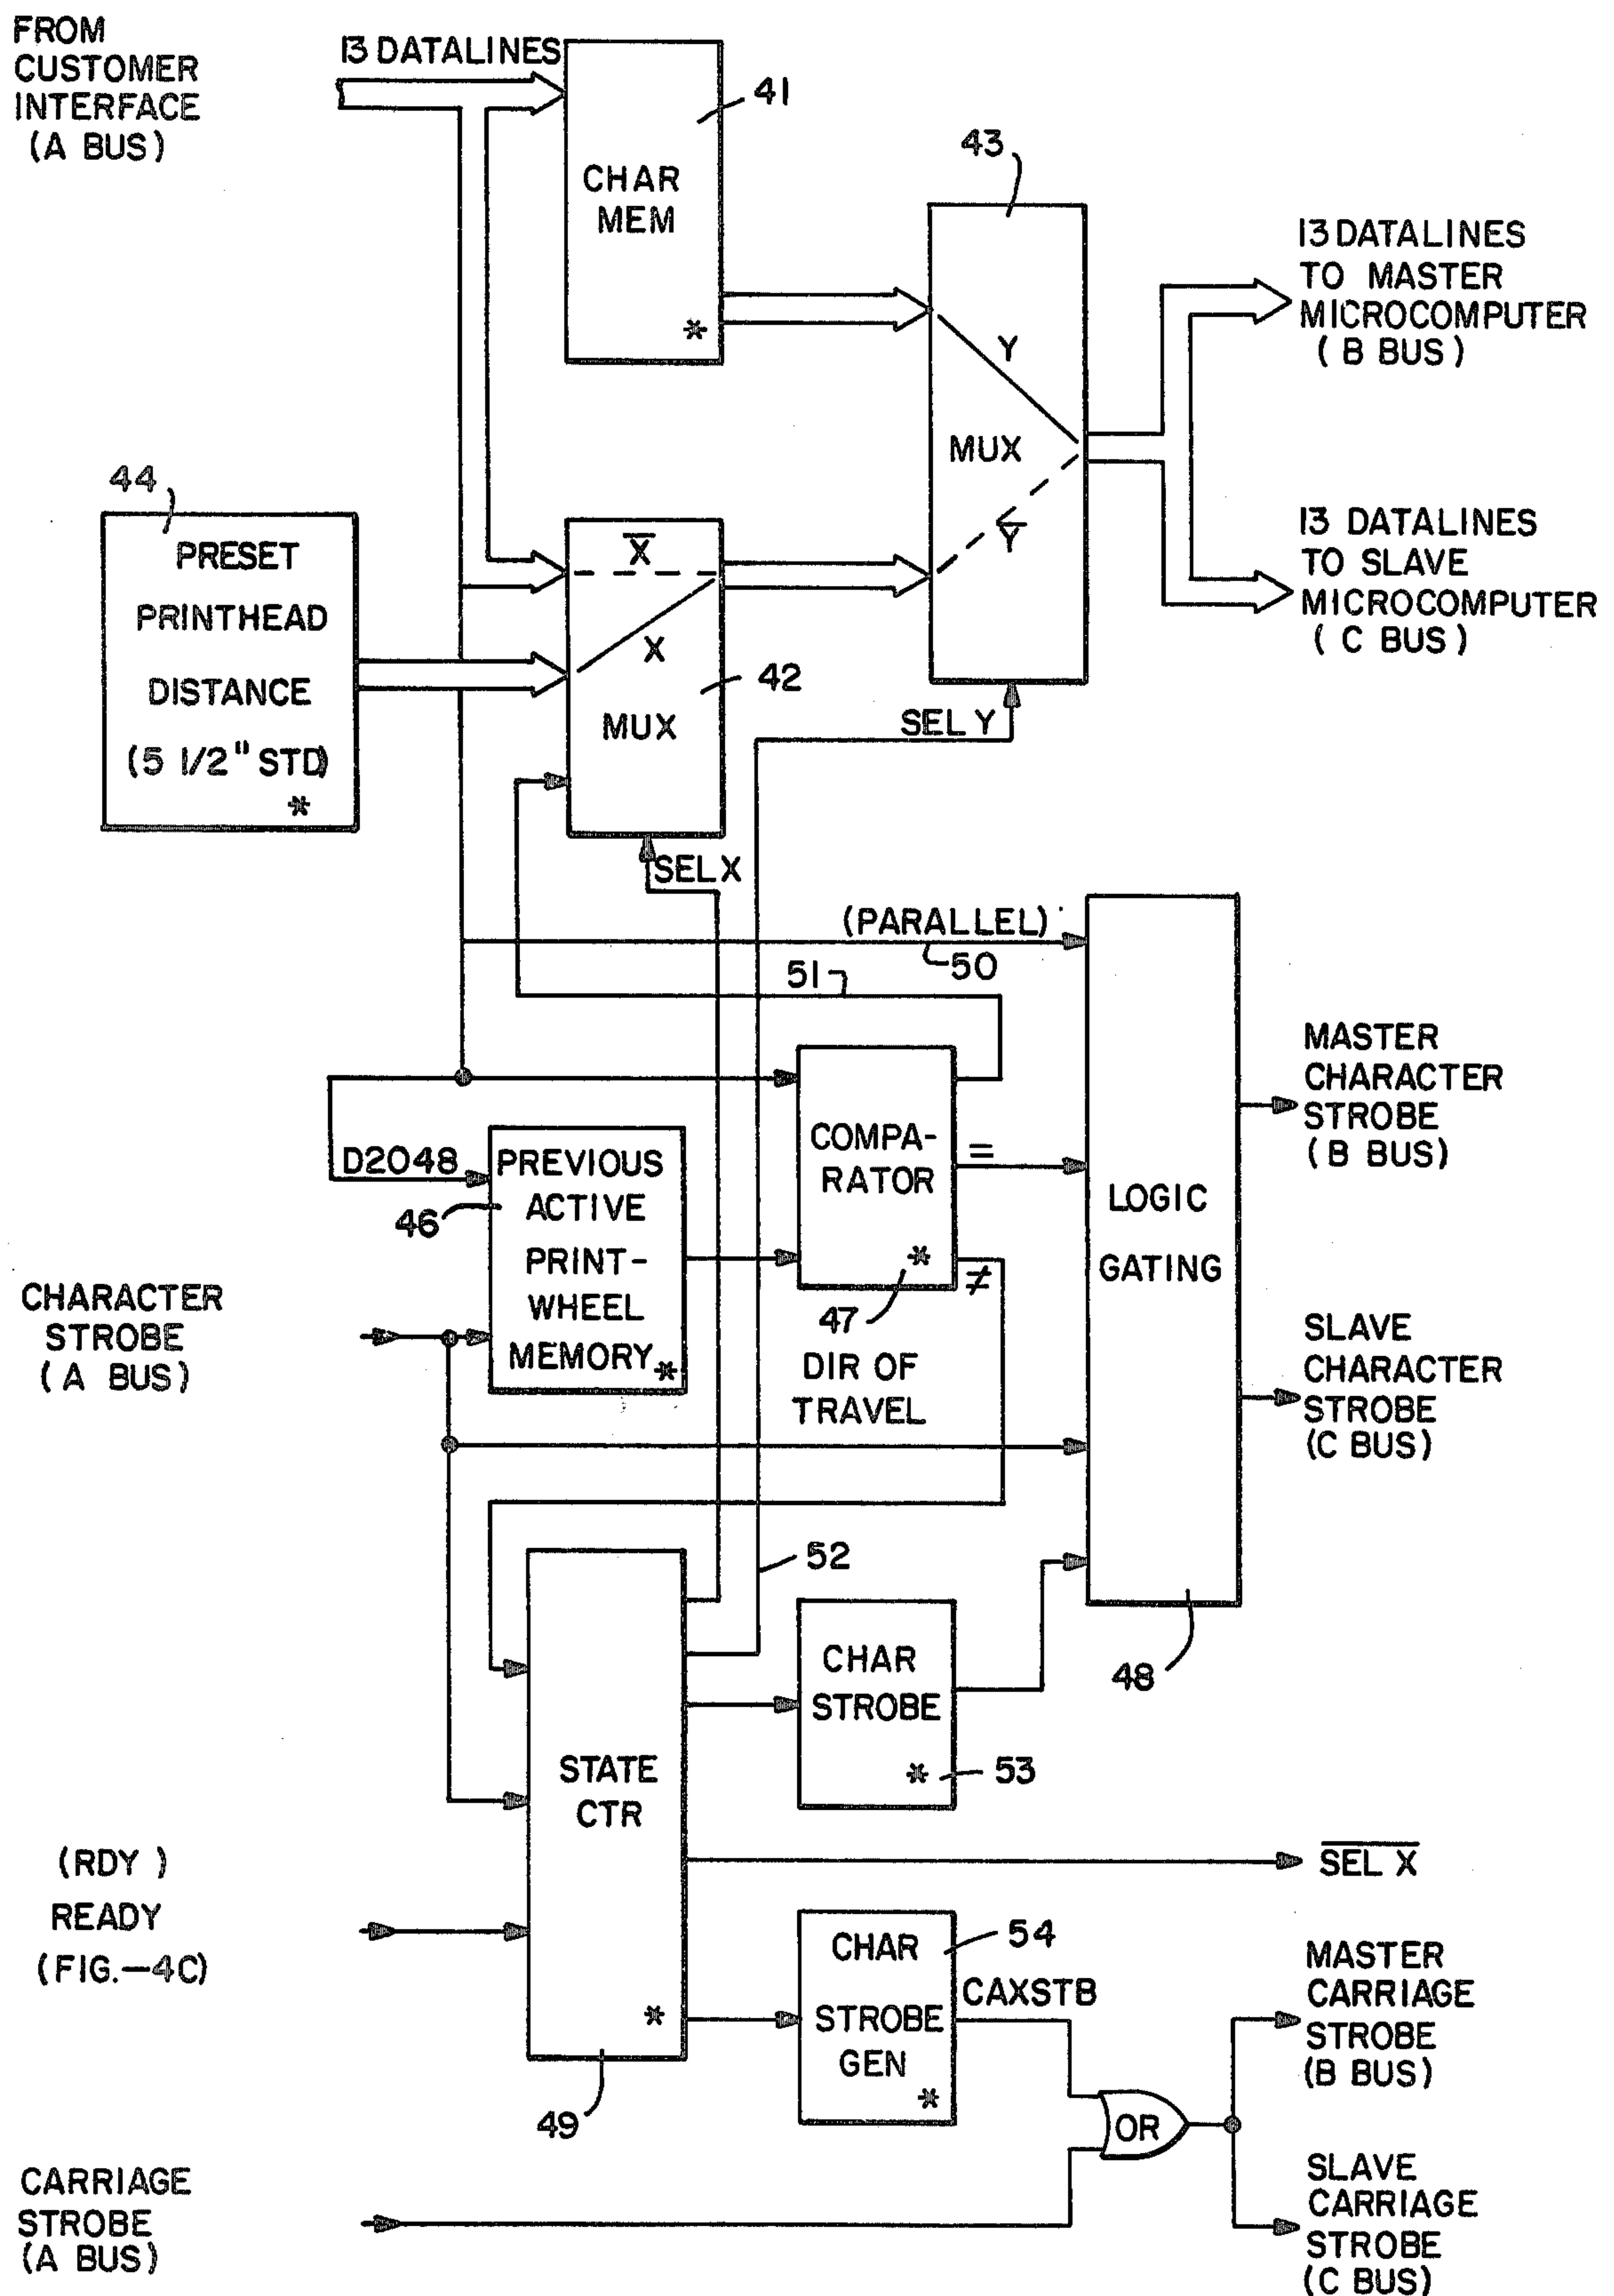 FROM
CUSTOMER
INTERFACE
(A BUS)
13 DATALINES
41
CHAR
MEM
*
43
Y
MUX
Y̅
13 DATALINES
TO MASTER
MICROCOMPUTER
( B BUS )
13 DATALINES
TO SLAVE
MICROCOMPUTER
( C BUS )
44
PRESET
PRINTHEAD
DISTANCE
(5 1/2" STD)
*
X̅
X
MUX
42
SEL Y
SEL X
(PARALLEL)
50
51
D2048
46
PREVIOUS
ACTIVE
PRINT-
WHEEL
MEMORY
*
COMPA-
RATOR
*
=
≠
47
DIR OF
TRAVEL
LOGIC
GATING
48
MASTER
CHARACTER
STROBE
( B BUS)
SLAVE
CHARACTER
STROBE
(C BUS)
CHARACTER
STROBE
( A BUS)
52
STATE
CTR
*
49
CHAR
STROBE
*
53
S̅E̅L̅ X̅
(RDY )
READY
(FIG.—4C)
CHAR
STROBE
GEN
*
54
CAXSTB
OR
MASTER
CARRIAGE
STROBE
(B BUS)
SLAVE
CARRIAGE
STROBE
(C BUS)
CARRIAGE
STROBE
(A BUS)